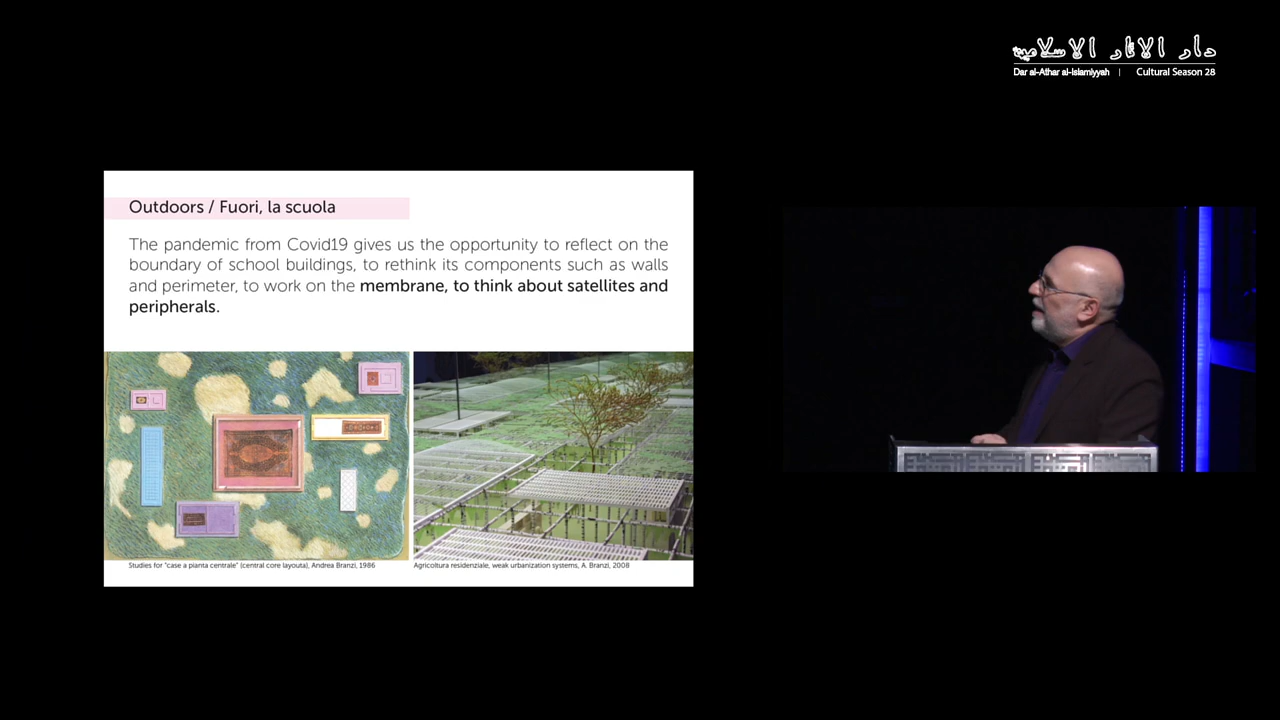 دار الآثار الاسلاميه
Dar al-Athar al-Islamiyyah | Cultural Season 28
Outdoors / Fuori, la scuola
The pandemic from Covid19 gives us the opportunity to reflect on the
boundary of school buildings, to rethink its components such as walls
and perimeter, to work on the membrane, to think about satellites and
peripherals.
Studies for "case a pianta centrale" (central core layouta), Andrea Branzi, 1986
Agricoltura residenziale, weak urbanization systems, A. Branzi, 2008